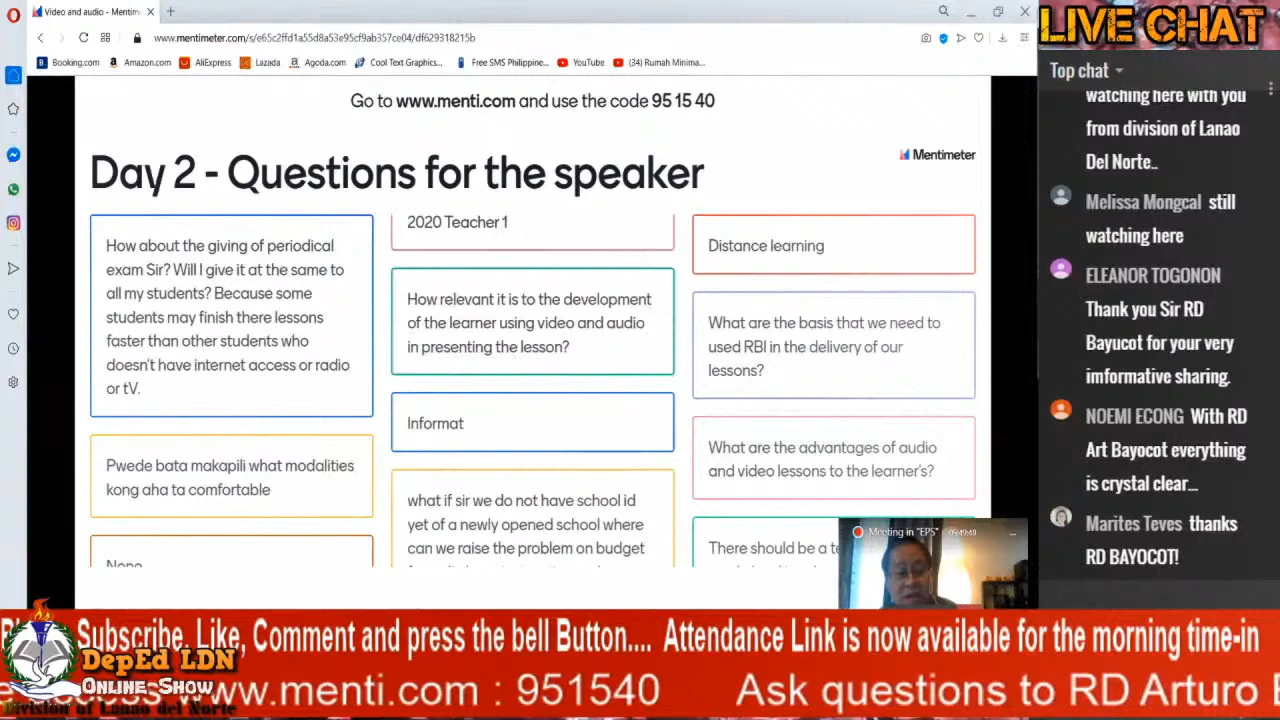 Video and audio - Mentim
www.mentimeter.com/s/e65c2ffd1a55d8a53e95cf9ab357ce04/df629318215b
Booking.com
Amazon.com
AliExpress
Lazada
Agoda.com
Cool Text Graphics...
Free SMS Philippine...
YouTube
(34) Rumah Minima...
Go to www.menti.com and use the code 95 15 40
Day 2 - Questions for the speaker
Mentimeter
How about the giving of periodical
exam Sir? Will I give it at the same to
all my students? Because some
students may finish there lessons
faster than other students who
doesn't have internet access or radio
or tV.
Pwede bata makapili what modalities
kong aha ta comfortable
None
2020 Teacher 1
How relevant it is to the development
of the learner using video and audio
in presenting the lesson?
Informat
what if sir we do not have school id
yet of a newly opened school where
can we raise the problem on budget
Distance learning
What are the basis that we need to
used RBI in the delivery of our
lessons?
What are the advantages of audio
and video lessons to the learner's?
There should be a te
Meeting in "EPS"
LIVE CHAT
Top chat
watching here with you
from division of Lanao
Del Norte..
Melissa Mongcal still
watching here
ELEANOR TOGONON
Thank you Sir RD
Bayucot for your very
imformative sharing.
NOEMI ECONG With RD
Art Bayocot everything
is crystal clear...
Marites Teves thanks
RD BAYOCOT!
Subscribe, Like, Comment and press the bell Button.... Attendance Link is now available for the morning time-in
www.menti.com : 951540 Ask questions to RD Arturo
DepEd LDN
Online Show
Division of Lanao del Norte